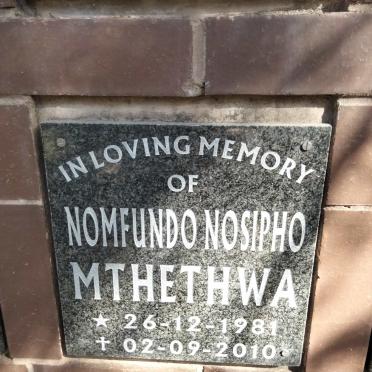 IN LOVING MEMORY
OF
NOMFUNDO NOSIPHO
MTHETHWA
★ 26-12-1981
✝ 02-09-2010